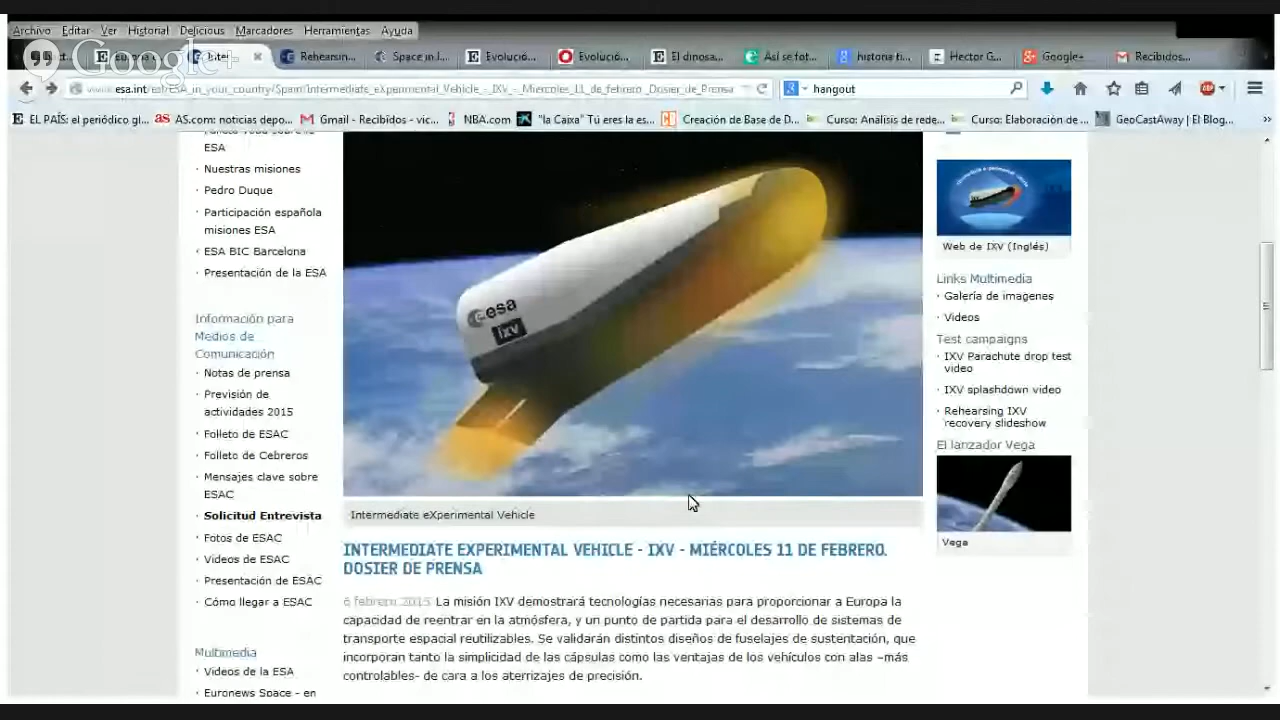 Archivo Editar Ver Historial Delicious Marcadores Herramientas Ayuda
Google+
Rehearsin... Space in I... Evolució... Evolució... El dinosa... Así se fot... historia fi... Hector G... Google+ Recibidos...
www.esa.int/esl/ESA_in_your_country/Spain/Intermediate_eXperimental_Vehicle_-_IXV_-_Miercoles_11_de_febrero._Dosier_de_Prensa
hangout
EL PAÍS: el periódico gl... AS.com: noticias depo... Gmail - Recibidos - vic... NBA.com "la Caixa" Tú eres la es... Creación de Base de D... Curso: Análisis de rede... Curso: Elaboración de ... GeoCastAway | El Blog... »
ESA
· Nuestras misiones
· Pedro Duque
· Participación española
misiones ESA
· ESA BIC Barcelona
· Presentación de la ESA
Información para
Medios de
Comunicación
· Notas de prensa
· Previsión de
actividades 2015
· Folleto de ESAC
· Folleto de Cebreros
· Mensajes clave sobre
ESAC
· Solicitud Entrevista
· Fotos de ESAC
· Videos de ESAC
· Presentación de ESAC
· Cómo llegar a ESAC
Multimedia
· Videos de la ESA
· Euronews Space - en
esa
ixv
Intermediate eXperimental Vehicle
INTERMEDIATE EXPERIMENTAL VEHICLE - IXV - MIÉRCOLES 11 DE FEBRERO.
DOSIER DE PRENSA
6 febrero 2015 La misión IXV demostrará tecnologías necesarias para proporcionar a Europa la
capacidad de reentrar en la atmósfera, y un punto de partida para el desarrollo de sistemas de
transporte espacial reutilizables. Se validarán distintos diseños de fuselajes de sustentación, que
incorporan tanto la simplicidad de las cápsulas como las ventajas de los vehículos con alas –más
controlables- de cara a los aterrizajes de precisión.
Web de IXV (Inglés)
Links Multimedia
· Galería de imagenes
· Videos
Test campaigns
· IXV Parachute drop test
video
· IXV splashdown video
· Rehearsing IXV
recovery slideshow
El lanzador Vega
Vega